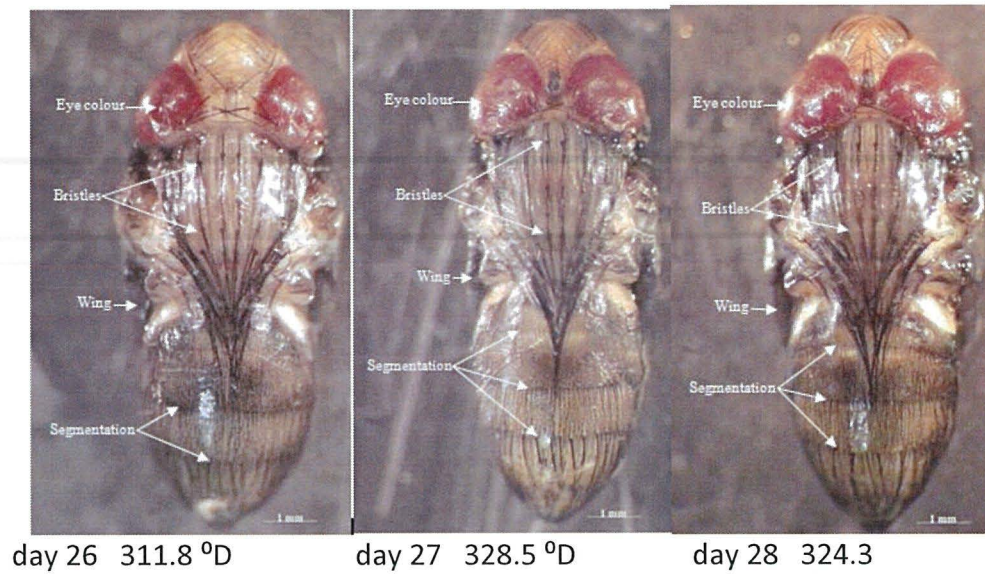 Eye colour
Bristles
Wing
Segmentation
1 mm
day 26 311.8 ⁰D
Eye colour
Bristles
Wing
Segmentation
1 mm
day 27 328.5 ⁰D
Eye colour
Bristles
Wing
Segmentation
1 mm
day 28 324.3